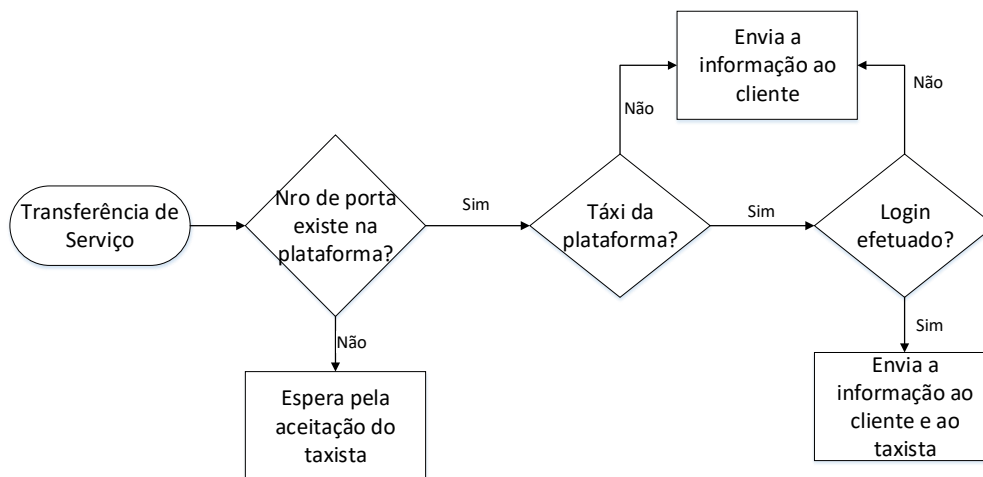 Envia a
informação ao
cliente
Não
Não
Transferência de
Serviço
Nro de porta
existe na
plataforma?
Sim
Táxi da
plataforma?
Sim
Login
efetuado?
Não
Sim
Espera pela
aceitação do
taxista
Envia a
informação ao
cliente e ao
taxista